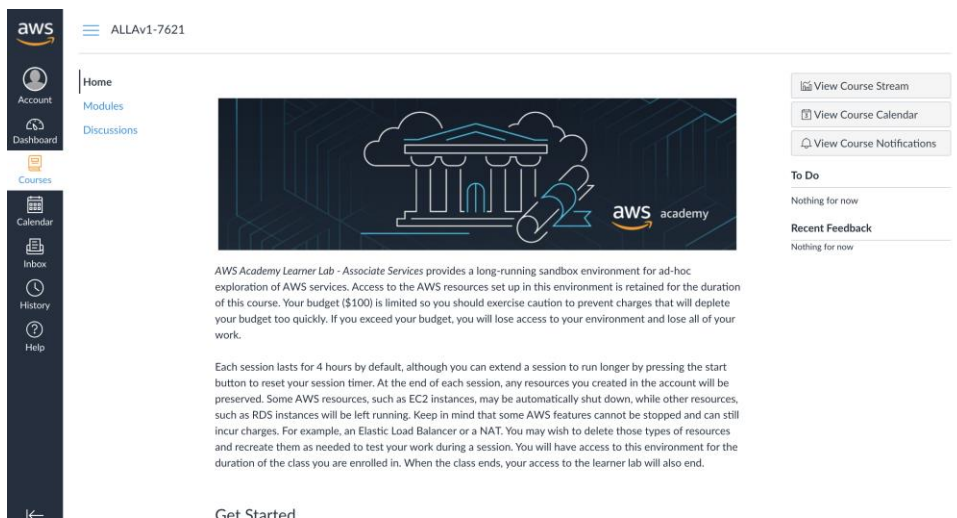 aws
ALLAv1-7621
Account
Dashboard
Courses
Calendar
Inbox
History
Help
Home
Modules
Discussions
aws academy
AWS Academy Learner Lab - Associate Services provides a long-running sandbox environment for ad-hoc
exploration of AWS services. Access to the AWS resources set up in this environment is retained for the duration
of this course. Your budget ($100) is limited so you should exercise caution to prevent charges that will deplete
your budget too quickly. If you exceed your budget, you will lose access to your environment and lose all of your
work.
Each session lasts for 4 hours by default, although you can extend a session to run longer by pressing the start
button to reset your session timer. At the end of each session, any resources you created in the account will be
preserved. Some AWS resources, such as EC2 instances, may be automatically shut down, while other resources,
such as RDS instances will be left running. Keep in mind that some AWS features cannot be stopped and can still
incur charges. For example, an Elastic Load Balancer or a NAT. You may wish to delete those types of resources
and recreate them as needed to test your work during a session. You will have access to this environment for the
duration of the class you are enrolled in. When the class ends, your access to the learner lab will also end.
Get Started
View Course Stream
View Course Calendar
View Course Notifications
To Do
Nothing for now
Recent Feedback
Nothing for now